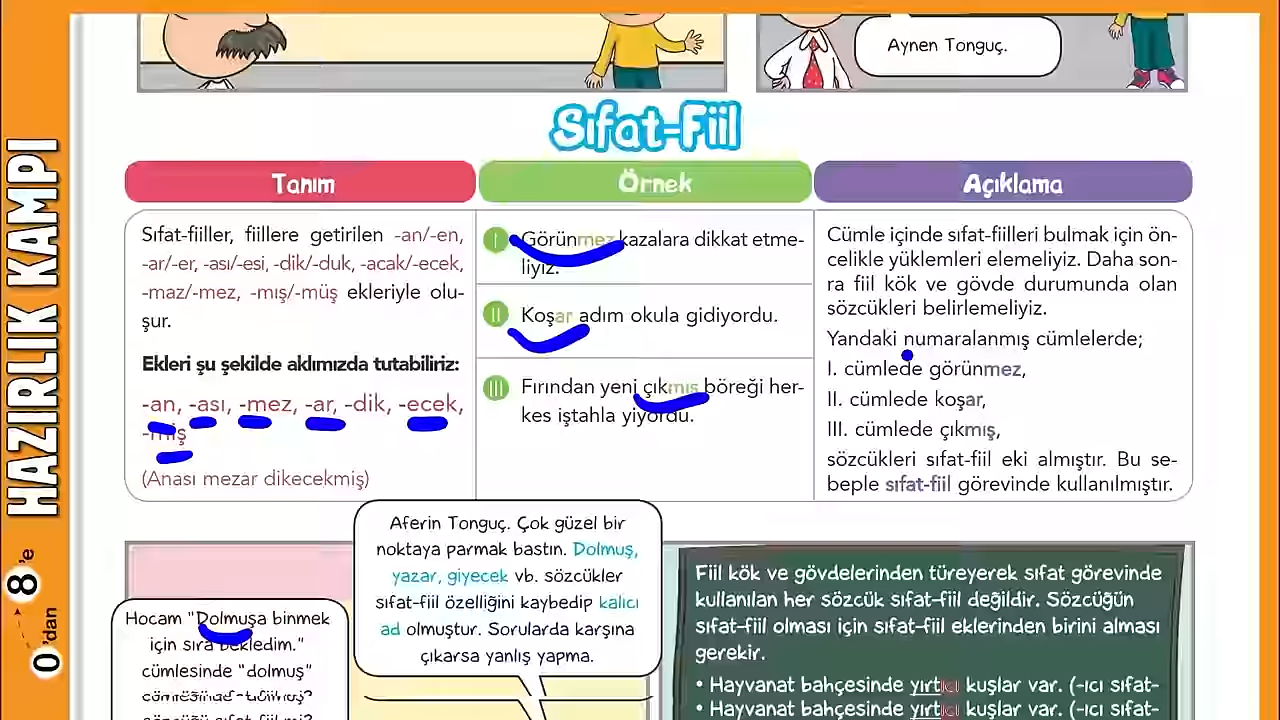 Aynen Tonguç.
Sıfat-Fiil
Tanım
Örnek
Açıklama
Sıfat-fiiller, fiillere getirilen -an/-en,
-ar/-er, -ası/-esi, -dik/-duk, -acak/-ecek,
-maz/-mez, -mış/-müş ekleriyle olu-
şur.
Ekleri şu şekilde aklımızda tutabiliriz:
-an, -ası, -mez, -ar, -dik, -ecek,
-miş
(Anası mezar dikecekmiş)
I Görünmez kazalara dikkat etme-
liyiz.
II Koşar adım okula gidiyordu.
III Fırından yeni çıkmış böreği her-
kes iştahla yiyordu.
Cümle içinde sıfat-fiilleri bulmak için ön-
celikle yüklemleri elemeliyiz. Daha son-
ra fiil kök ve gövde durumunda olan
sözcükleri belirlemeliyiz.
Yandaki numaralanmış cümlelerde;
I. cümlede görünmez,
II. cümlede koşar,
III. cümlede çıkmış,
sözcükleri sıfat-fiil eki almıştır. Bu se-
beple sıfat-fiil görevinde kullanılmıştır.
Hocam "Dolmuşa binmek
için sıra bekledim."
cümlesinde "dolmuş"
Aferin Tonguç. Çok güzel bir
noktaya parmak bastın. Dolmuş,
yazar, giyecek vb. sözcükler
sıfat-fiil özelliğini kaybedip kalıcı
ad olmuştur. Sorularda karşına
çıkarsa yanlış yapma.
Fiil kök ve gövdelerinden türeyerek sıfat görevinde
kullanılan her sözcük sıfat-fiil değildir. Sözcüğün
sıfat-fiil olması için sıfat-fiil eklerinden birini alması
gerekir.
• Hayvanat bahçesinde yırtıcı kuşlar var. (-ıcı sıfat-
• Hayvanat bahçesinde yırtıcı kuşlar var. (-ıcı sıfat-
HAZIRLIK KAMPI
0'dan 8'e